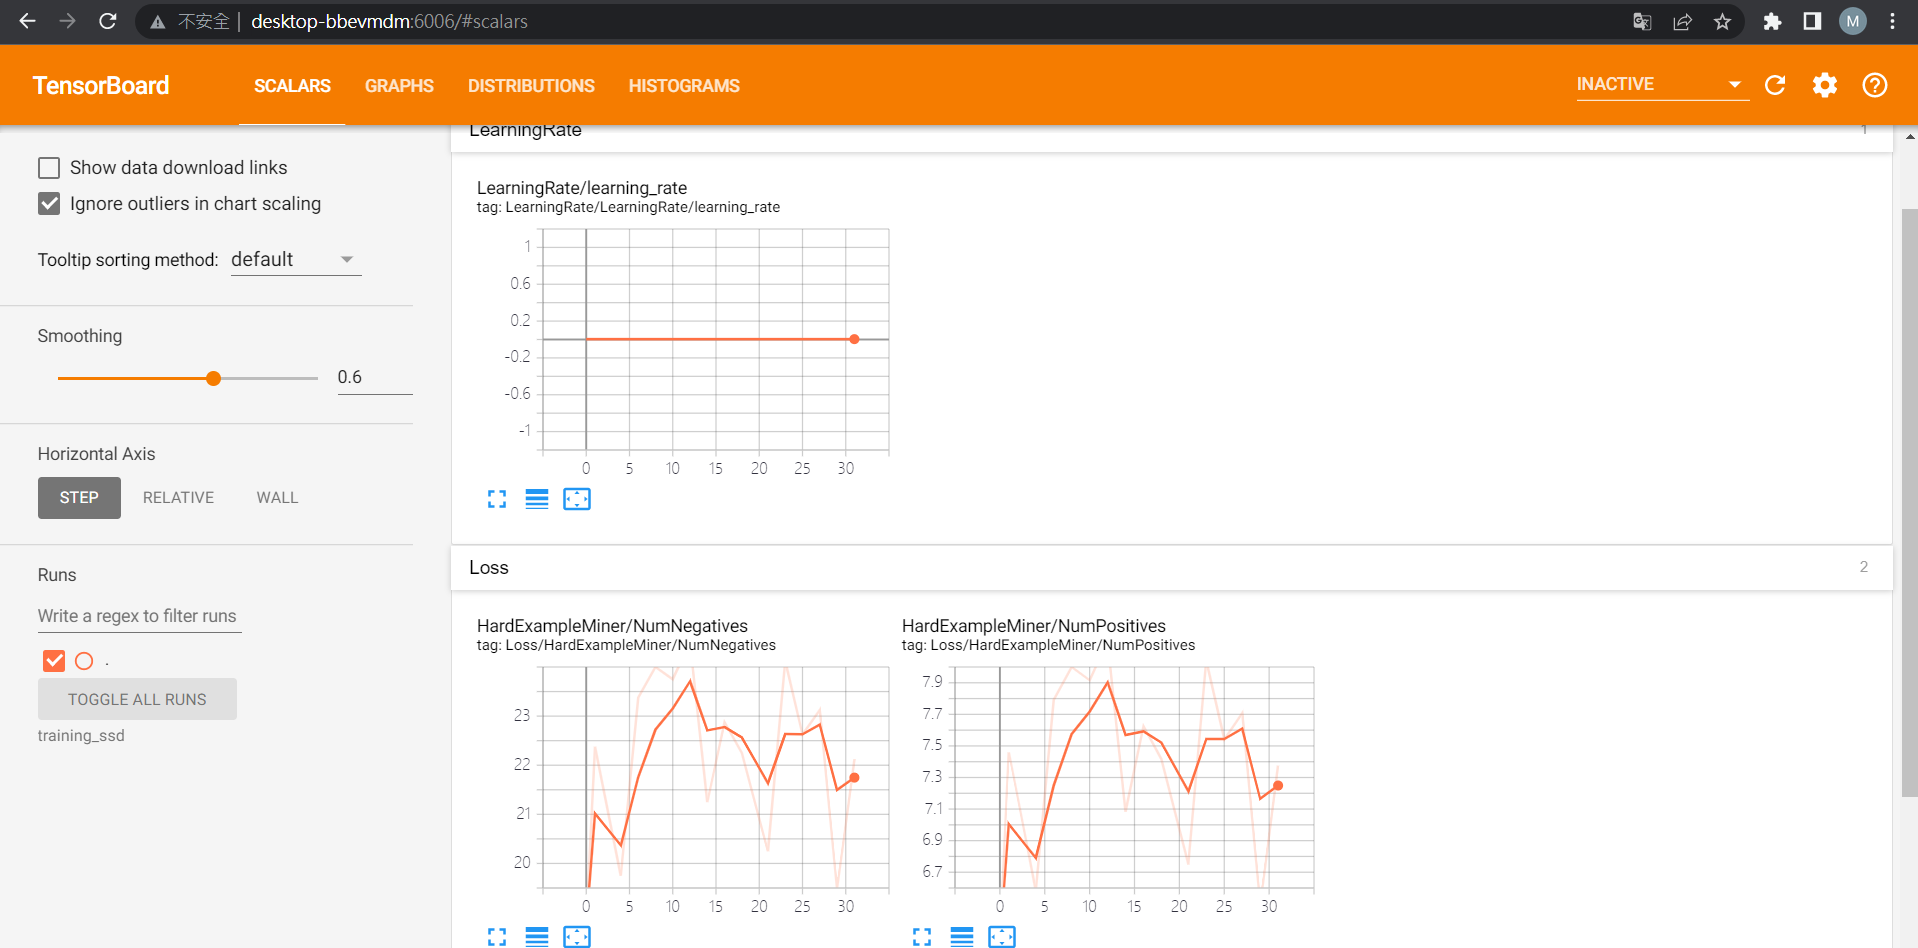 不安全 desktop-bbevmdm:6006/#scalars M
TensorBoard SCALARS GRAPHS DISTRIBUTIONS HISTOGRAMS INACTIVE
Show data download links
Ignore outliers in chart scaling
Tooltip sorting method: default
Smoothing
0.6
Horizontal Axis
STEP RELATIVE WALL
Runs
Write a regex to filter runs
.
TOGGLE ALL RUNS
training_ssd
LearningRate 1
LearningRate/learning_rate
tag: LearningRate/LearningRate/learning_rate
1
0.6
0.2
-0.2
-0.6
-1
0 5 10 15 20 25 30
Loss 2
HardExampleMiner/NumNegatives
tag: Loss/HardExampleMiner/NumNegatives
23
22
21
20
0 5 10 15 20 25 30
HardExampleMiner/NumPositives
tag: Loss/HardExampleMiner/NumPositives
7.9
7.7
7.5
7.3
7.1
6.9
6.7
0 5 10 15 20 25 30